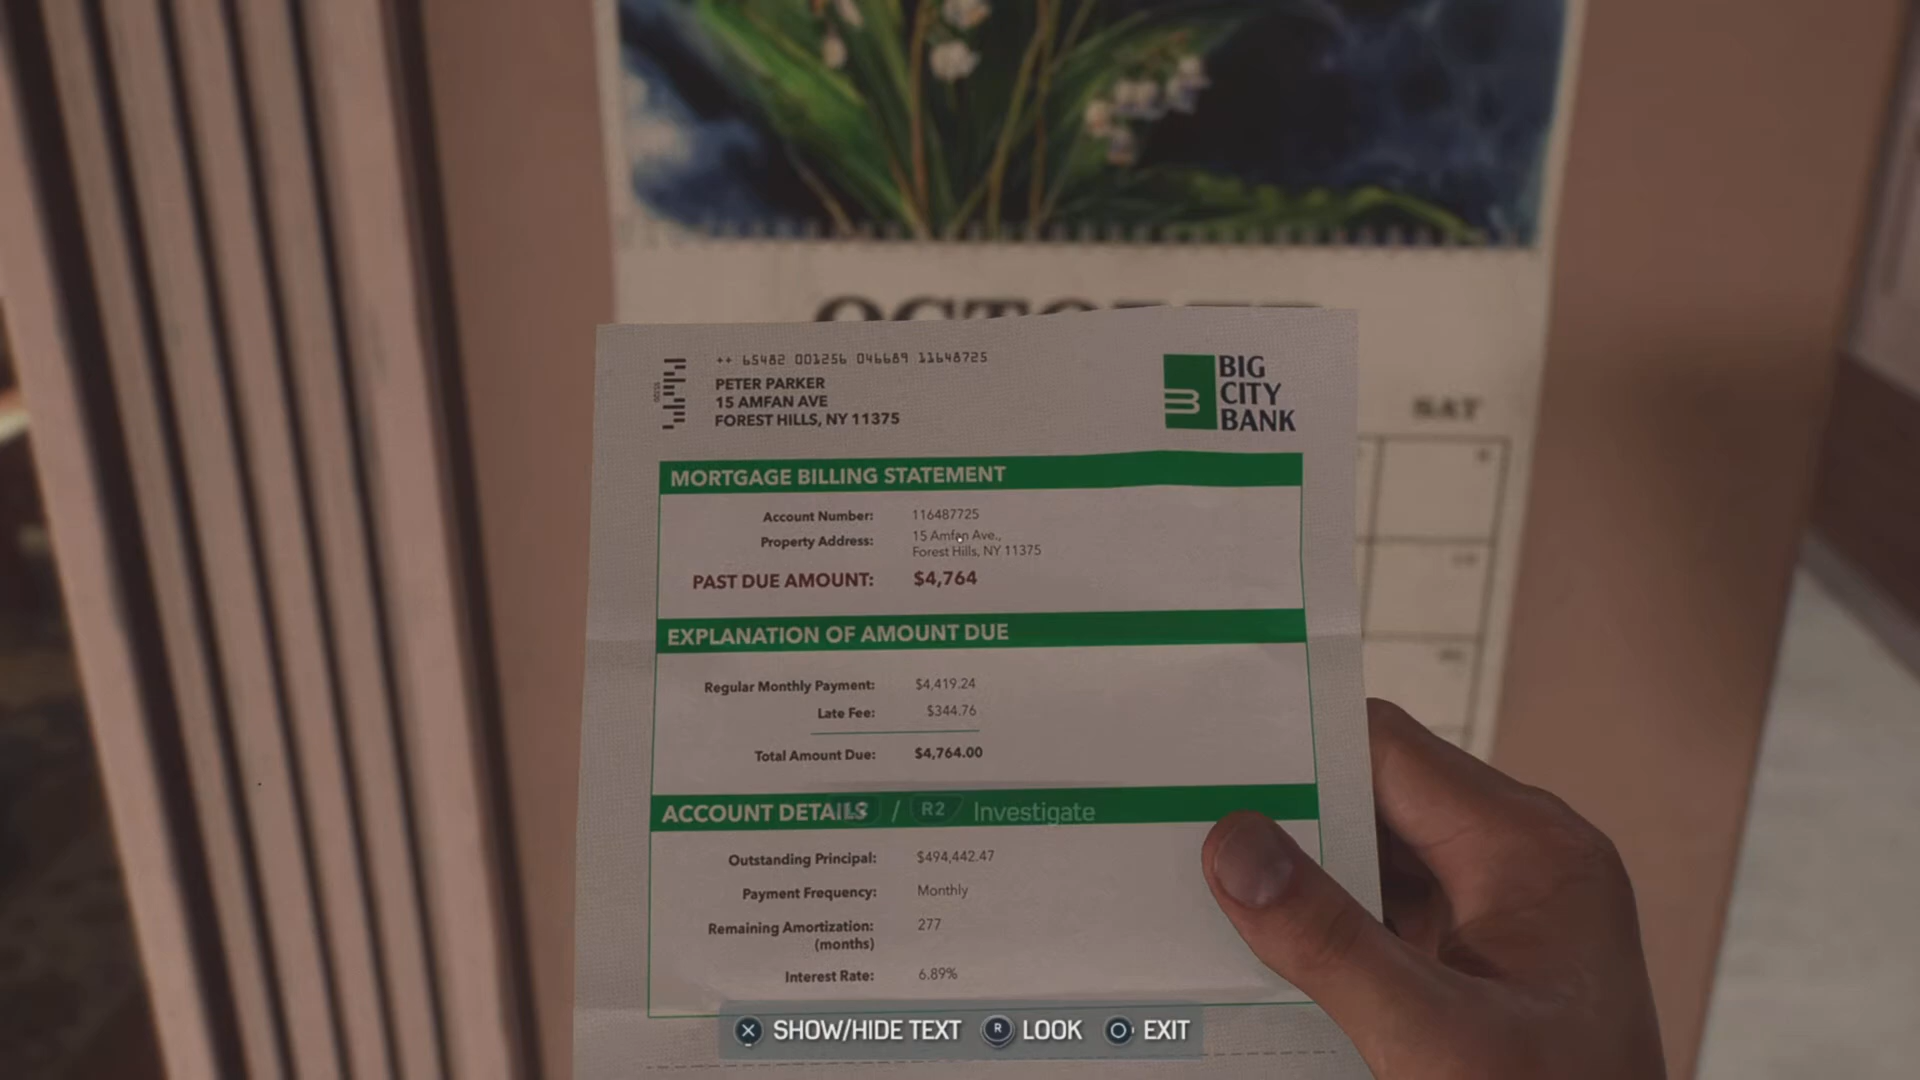 OCTOBER
SAT
++ 65482 001256 046689 11648725
PETER PARKER
15 AMFAN AVE
FOREST HILLS, NY 11375
BIG
CITY
BANK
MORTGAGE BILLING STATEMENT
Account Number: 116487725
Property Address: 15 Amfan Ave.,
Forest Hills, NY 11375
PAST DUE AMOUNT: $4,764
EXPLANATION OF AMOUNT DUE
Regular Monthly Payment: $4,419.24
Late Fee: $344.76
Total Amount Due: $4,764.00
ACCOUNT DETAILS
/ R2 Investigate
Outstanding Principal: $494,442.47
Payment Frequency: Monthly
Remaining Amortization: 277
(months)
Interest Rate: 6.89%
SHOW/HIDE TEXT R LOOK EXIT